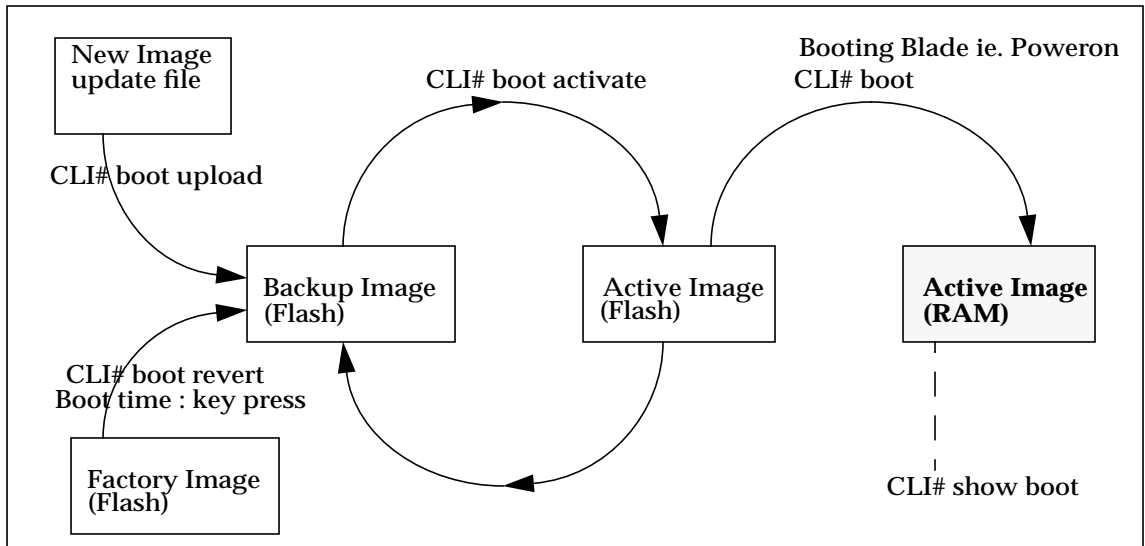 New Image
update file
CLI# boot activate
Booting Blade ie. Poweron
CLI# boot
CLI# boot upload
Backup Image
(Flash)
Active Image
(Flash)
Active Image
(RAM)
CLI# boot revert
Boot time : key press
Factory Image
(Flash)
CLI# show boot